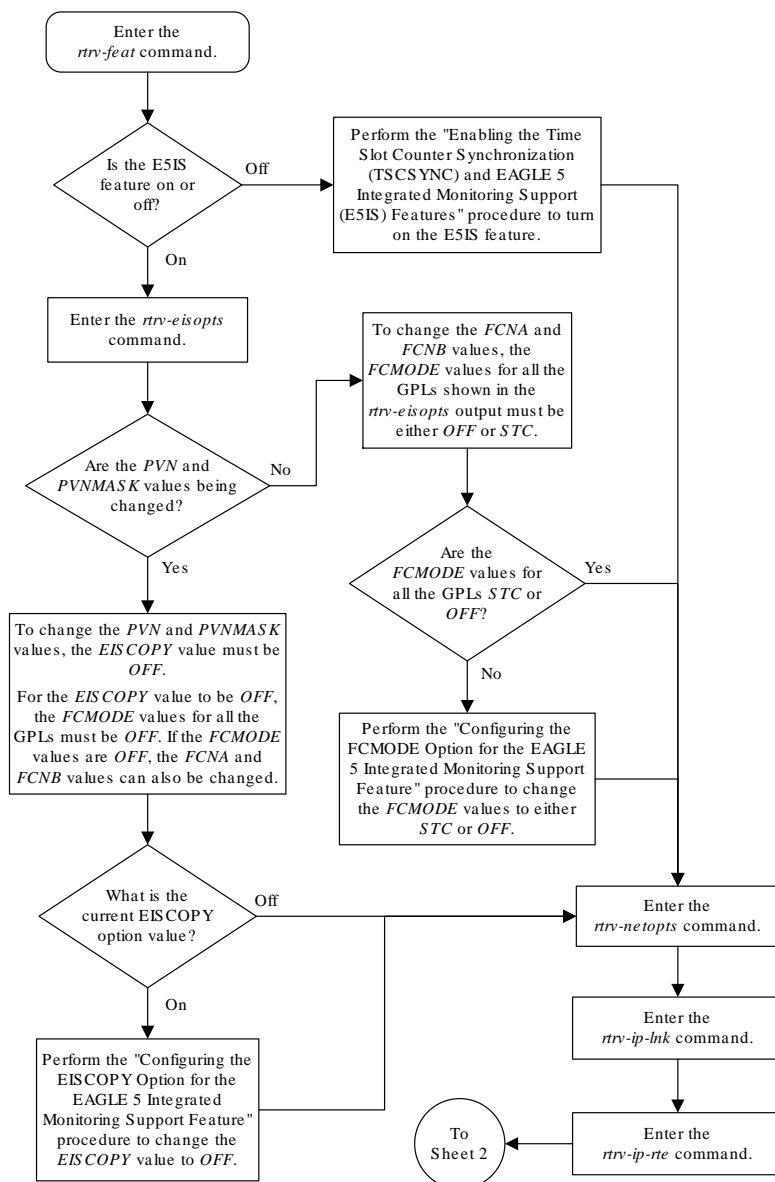 Enter the
rtrv-feat command.
Is the E5IS
feature on or
off?
Off
Perform the "Enabling the Time
Slot Counter Synchronization
(TSCSYNC) and EAGLE 5
Integrated Monitoring Support
(E5IS) Features" procedure to turn
on the E5IS feature.
On
Enter the rtrv-eisopts
command.
To change the FCNA and
FCNB values, the
FCMODE values for all the
GPLs shown in the
rtrv-eisopts output must be
either OFF or STC.
Are the PVN and
PVNMASK values being
changed?
No
Yes
Are the
FCMODE values for
all the GPLs STC or
OFF?
Yes
No
To change the PVN and PVNMASK
values, the EISCOPY value must be
OFF.
For the EISCOPY value to be OFF,
the FCMODE values for all the
GPLs must be OFF. If the FCMODE
values are OFF, the FCNA and
FCNB values can also be changed.
Perform the "Configuring the
FCMODE Option for the EAGLE
5 Integrated Monitoring Support
Feature" procedure to change
the FCMODE values to either
STC or OFF.
What is the
current EISCOPY
option value?
Off
On
Enter the
rtrv-netopts command.
Enter the
rtrv-ip-lnk command.
Perform the "Configuring the
EISCOPY Option for the
EAGLE 5 Integrated
Monitoring Support Feature"
procedure to change the
EISCOPY value to OFF.
To
Sheet 2
Enter the
rtrv-ip-rte command.